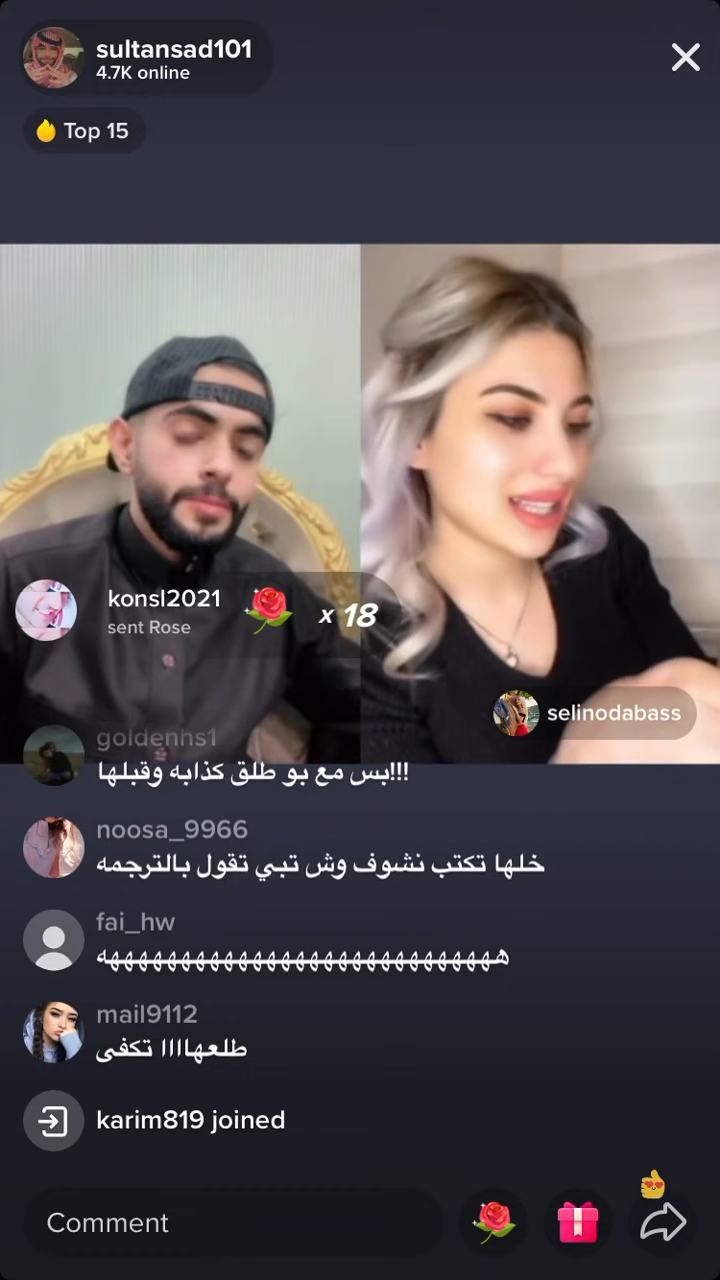 sultansad101
4.7K online
Top 15
konsl2021
sent Rose
x 18
selinodabass
goldenhs1
بس مع بو طلق كذابه وقبلها!!!
noosa_9966
خلها تكتب نشوف وش تبي تقول بالترجمه
fai_hw
هههههههههههههههههههههههههههه
mail9112
طلعهاااا تكفى
karim819 joined
Comment